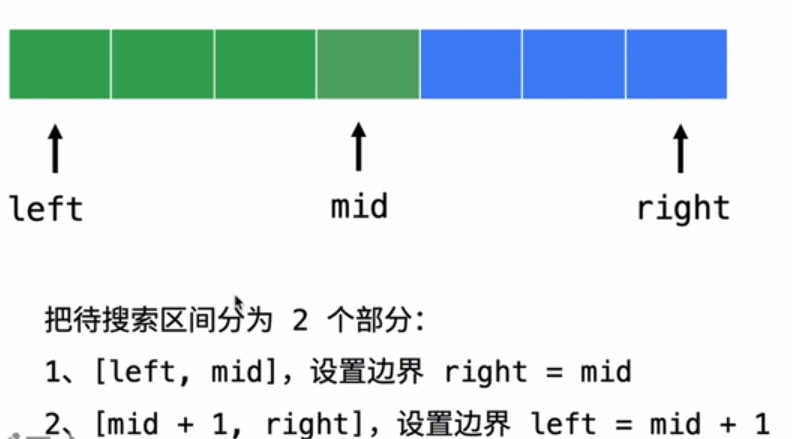 left mid right
把待搜索区间分为 2 个部分:
1、[left, mid], 设置边界 right = mid
2、[mid + 1, right], 设置边界 left = mid + 1